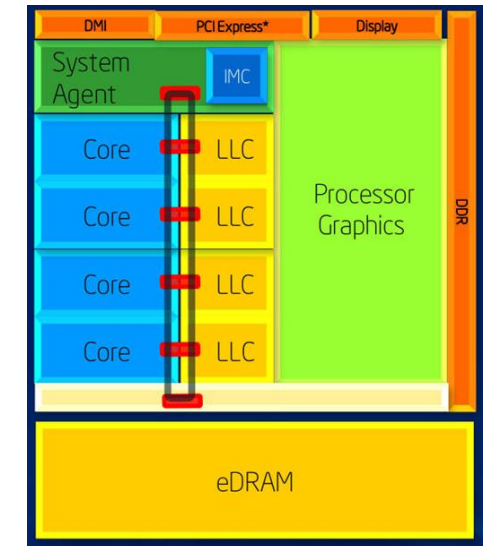 DMI
PCI Express*
Display
System
Agent
IMC
Core
LLC
Core
LLC
Core
LLC
Core
LLC
Processor
Graphics
DDR
eDRAM